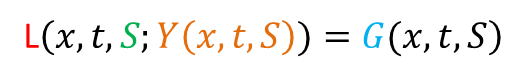 L(x, t, S; Y(x, t, S)) = G(x, t, S)